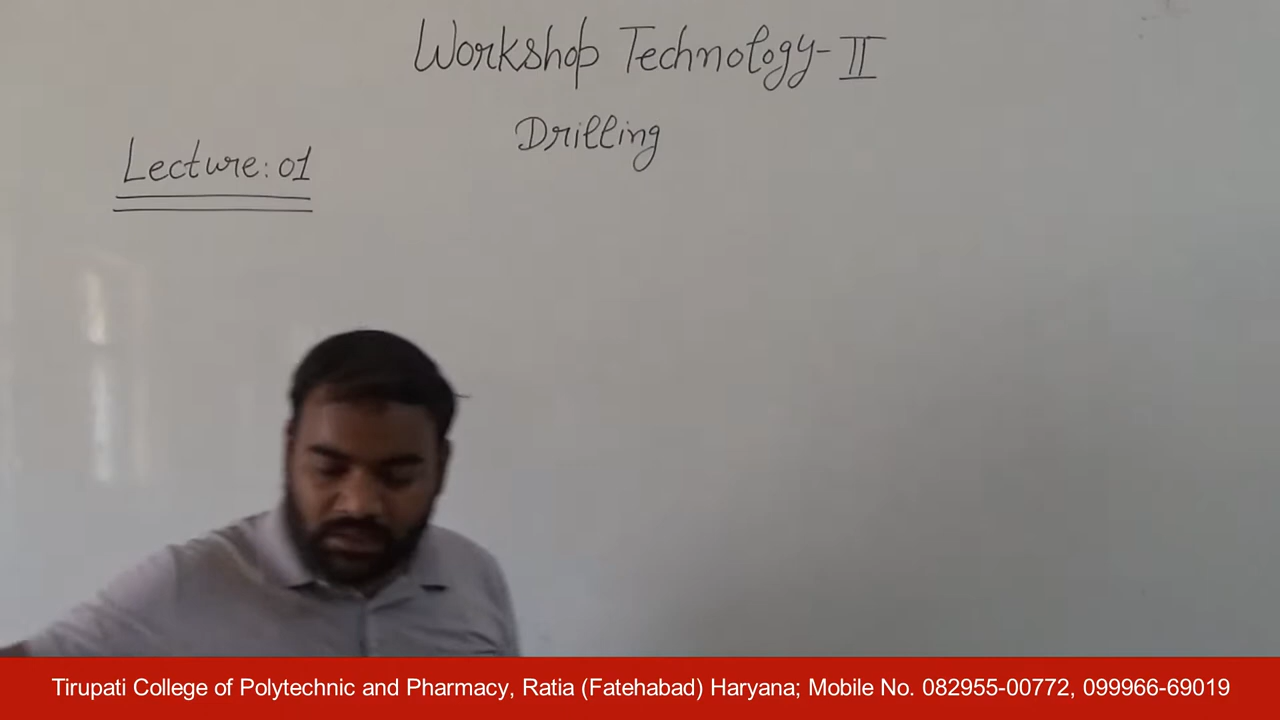 Workshop Technology-II
Drilling
Lecture: 01
Tirupati College of Polytechnic and Pharmacy, Ratia (Fatehabad) Haryana; Mobile No. 082955-00772, 099966-69019